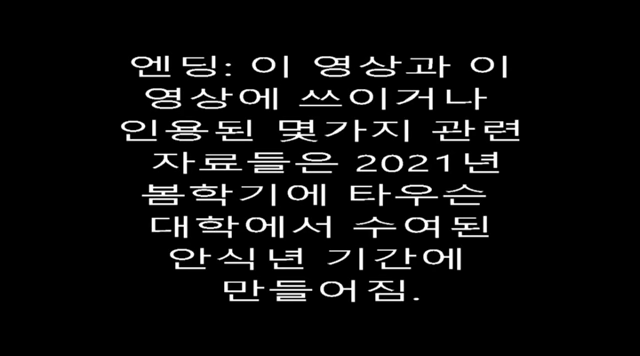 엔딩: 이 영상과 이
영상에 쓰이거나
인용된 몇가지 관련
자료들은 2021년
봄학기에 타우슨
대학에서 수여된
안식년 기간에
만들어짐.